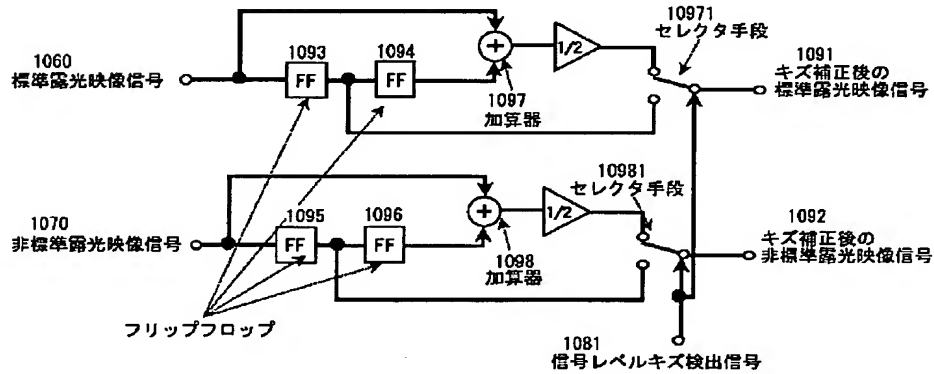 10971
セレクタ手段
1060
標準露光映像信号
1093
FF
1094
FF
+
1/2
1097
加算器
1091
キズ補正後の
標準露光映像信号
10981
セレクタ手段
1070
非標準露光映像信号
1095
FF
1096
FF
+
1/2
1098
加算器
1092
キズ補正後の
非標準露光映像信号
フリップフロップ
1081
信号レベルキズ検出信号